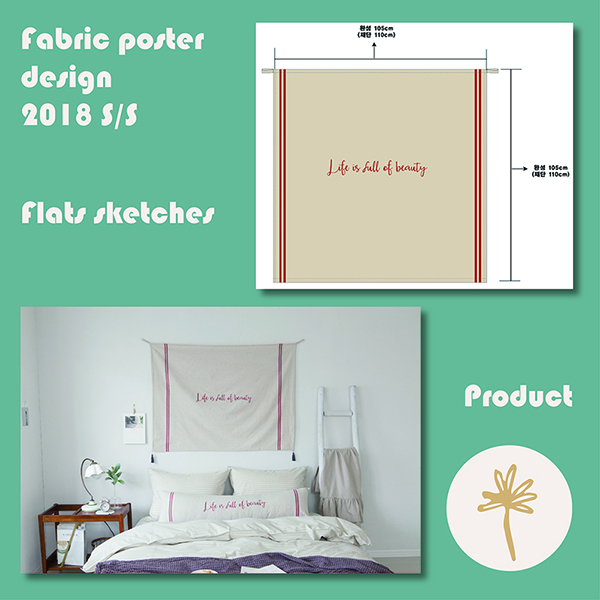 Fabric poster
design
2018 S/S
Flats sketches
완성 105cm
(재단 110cm)
Life is full of beauty
완성 105cm
(재단 110cm)
Life is full of beauty
Life is full of beauty
Product